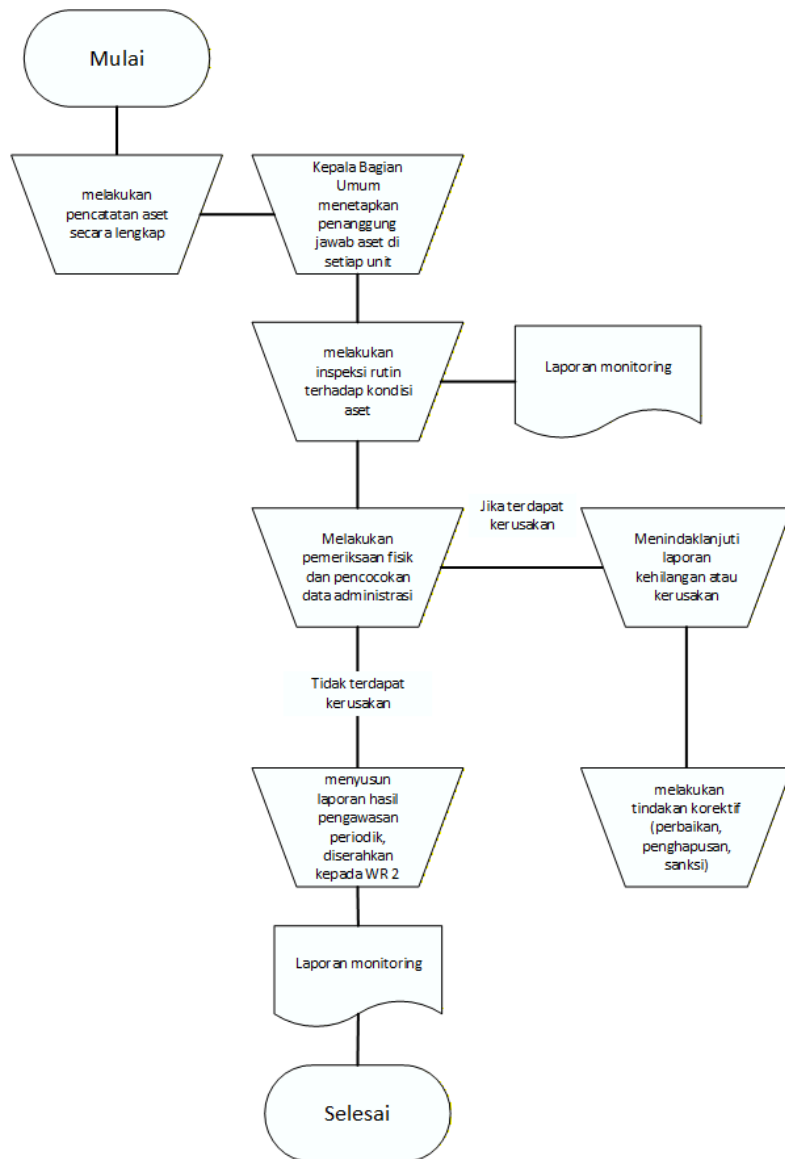 Mulai
melakukan
pencatatan aset
secara lengkap
Kepala Bagian
Umum
menetapkan
penanggung
jawab aset di
setiap unit
melakukan
inspeksi rutin
terhadap kondisi
aset
Laporan monitoring
Melakukan
pemeriksaan fisik
dan pencocokan
data administrasi
Jika terdapat
kerusakan
Menindaklanjuti
laporan
kehilangan atau
kerusakan
Tidak terdapat
kerusakan
menyusun
laporan hasil
pengawasan
periodik,
diserahkan
kepada WR 2
melakukan
tindakan korektif
(perbaikan,
penghapusan,
sanksi)
Laporan monitoring
Selesai